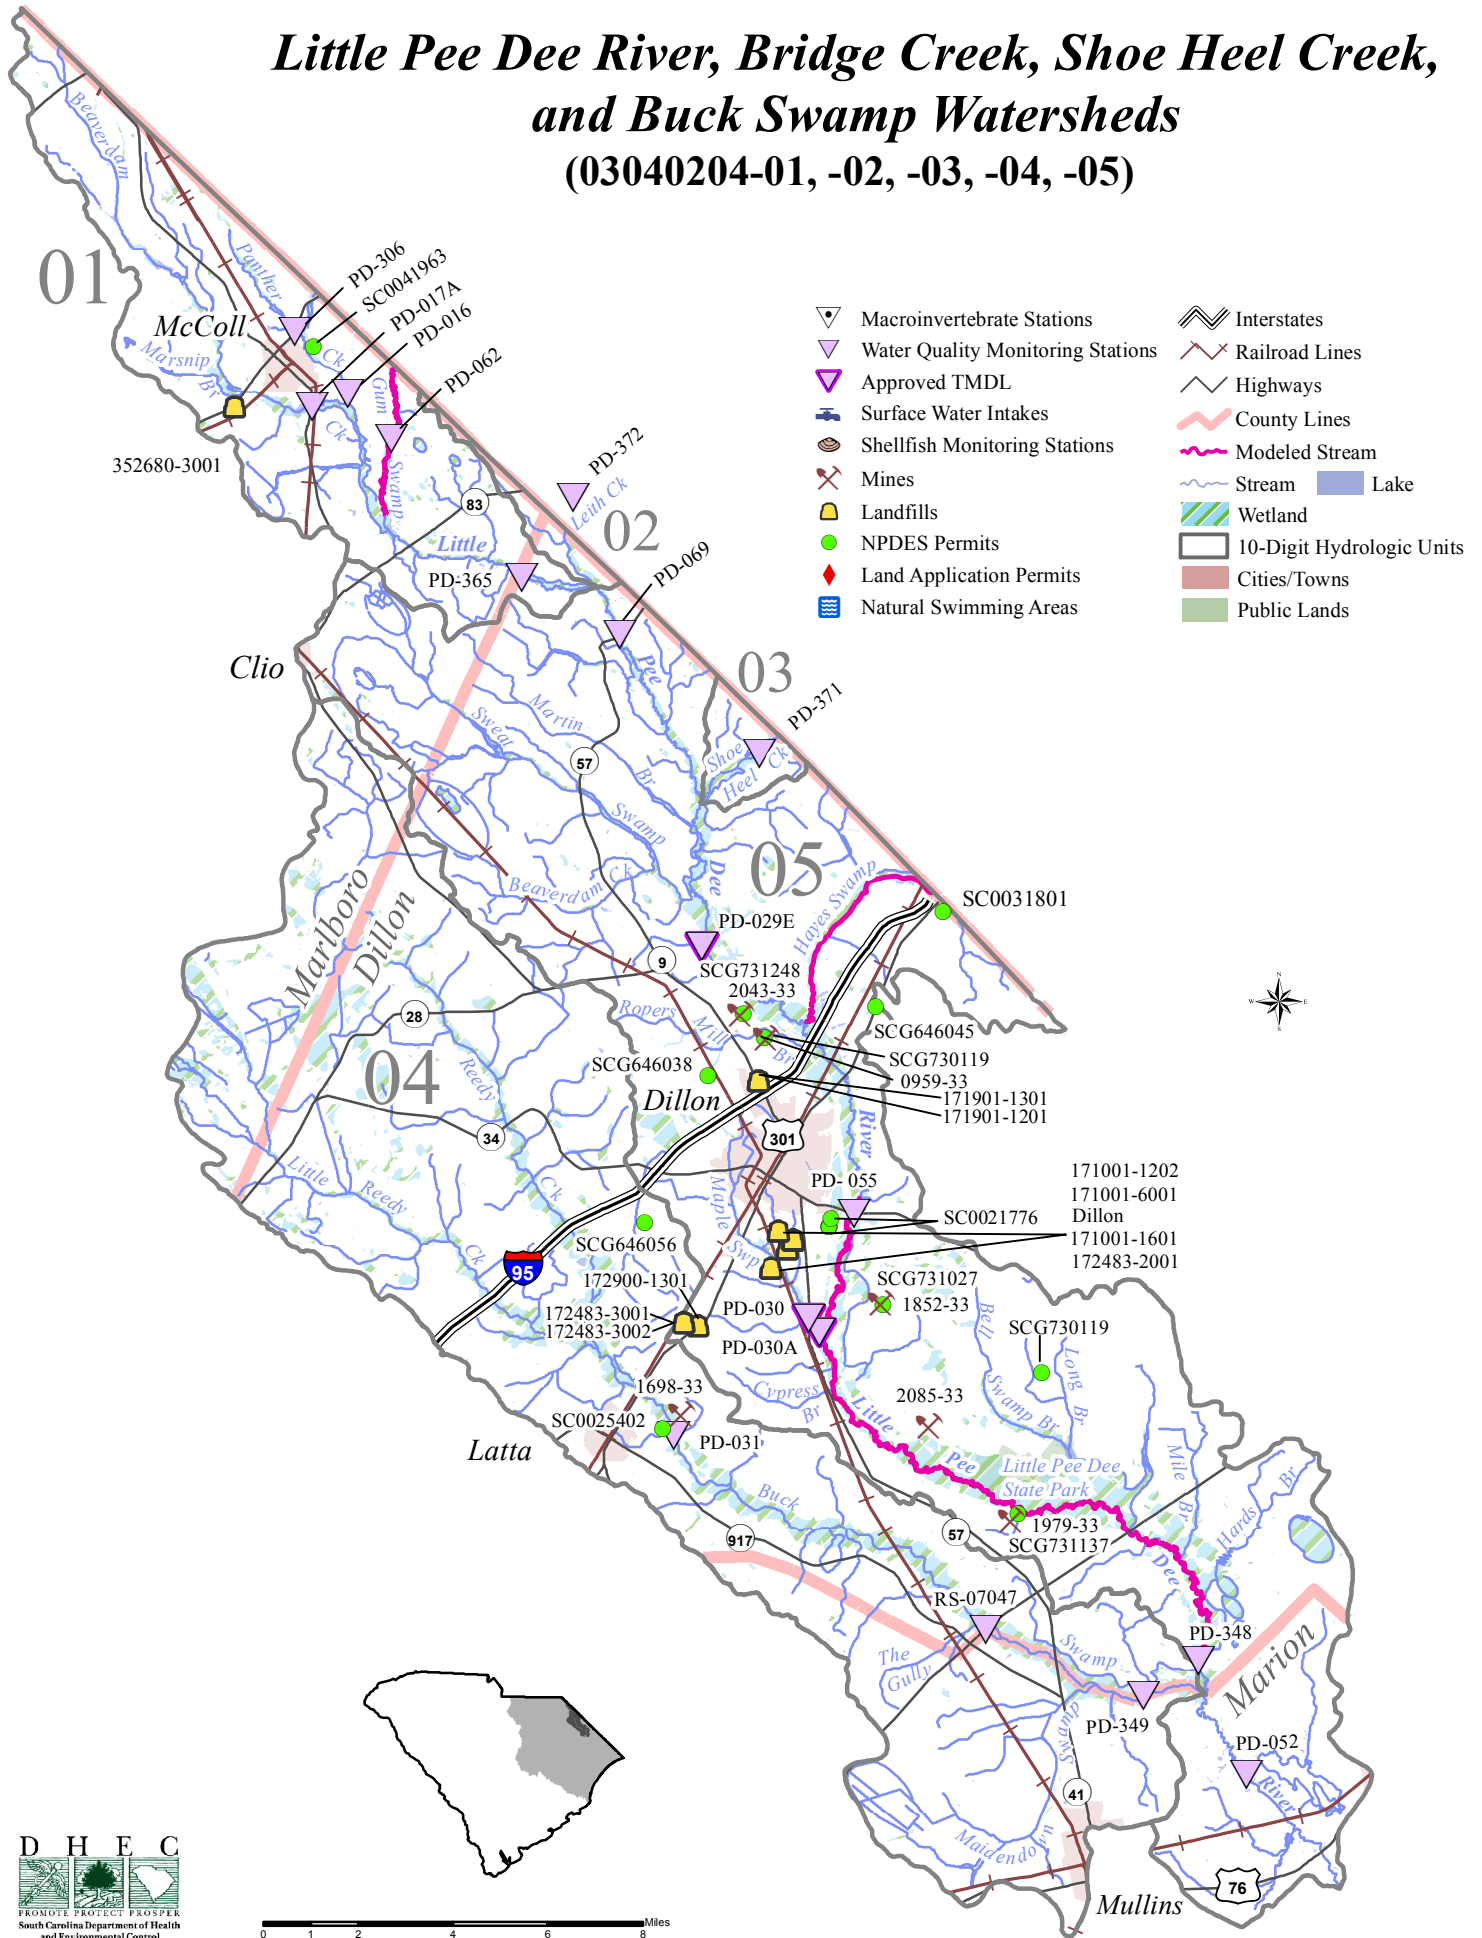 Little Pee Dee River, Bridge Creek, Shoe Heel Creek,
and Buck Swamp Watersheds
(03040204-01, -02, -03, -04, -05)
Beaverdam
01
Panther
Ck
PD-306
SC0041963
PD-017A
PD-016
PD-062
McColl
Marsnip
Br
Ck
Gum
Swamp
352680-3001
83
PD-372
Leith Ck
02
Little
PD-365
PD-069
Clio
Pee
03
PD-371
Martin
Br
Sweat
Swamp
57
Shoe
Heel Ck
Dee
05
Beaverdam Ck
Hayes Swamp
SC0031801
Marlboro
Dillon
PD-029E
9
SCG731248
2043-33
Ropers
Mill
Br
28
SCG646045
SCG730119
0959-33
171901-1301
171901-1201
SCG646038
04
Reedy
Ck
Dillon
River
301
34
Little
Reedy
Ck
Maple
Swp
PD- 055
171001-1202
171001-6001
Dillon
171001-1601
172483-2001
SC0021776
SCG646056
95
172900-1301
SCG731027
1852-33
172483-3001
172483-3002
PD-030
PD-030A
Bell
Swamp Br
SCG730119
Long
Br
1698-33
Cypress
Br
2085-33
SC0025402
Latta
PD-031
Little
Pee
Dee
Little Pee Dee
State Park
Mile
Br
Hards
Br
Buck
Swamp
917
57
1979-33
SCG731137
RS-07047
The
Gully
PD-348
Marion
PD-349
Swamp
PD-052
River
41
Maidendown
76
Mullins
Macroinvertebrate Stations
Water Quality Monitoring Stations
Approved TMDL
Surface Water Intakes
Shellfish Monitoring Stations
Mines
Landfills
NPDES Permits
Land Application Permits
Natural Swimming Areas
Interstates
Railroad Lines
Highways
County Lines
Modeled Stream
Stream
Lake
Wetland
10-Digit Hydrologic Units
Cities/Towns
Public Lands
N
W
E
S
D H E C
PROMOTE PROTECT PROSPER
South Carolina Department of Health
and Environmental Control
0 1 2 4 6 8
Miles